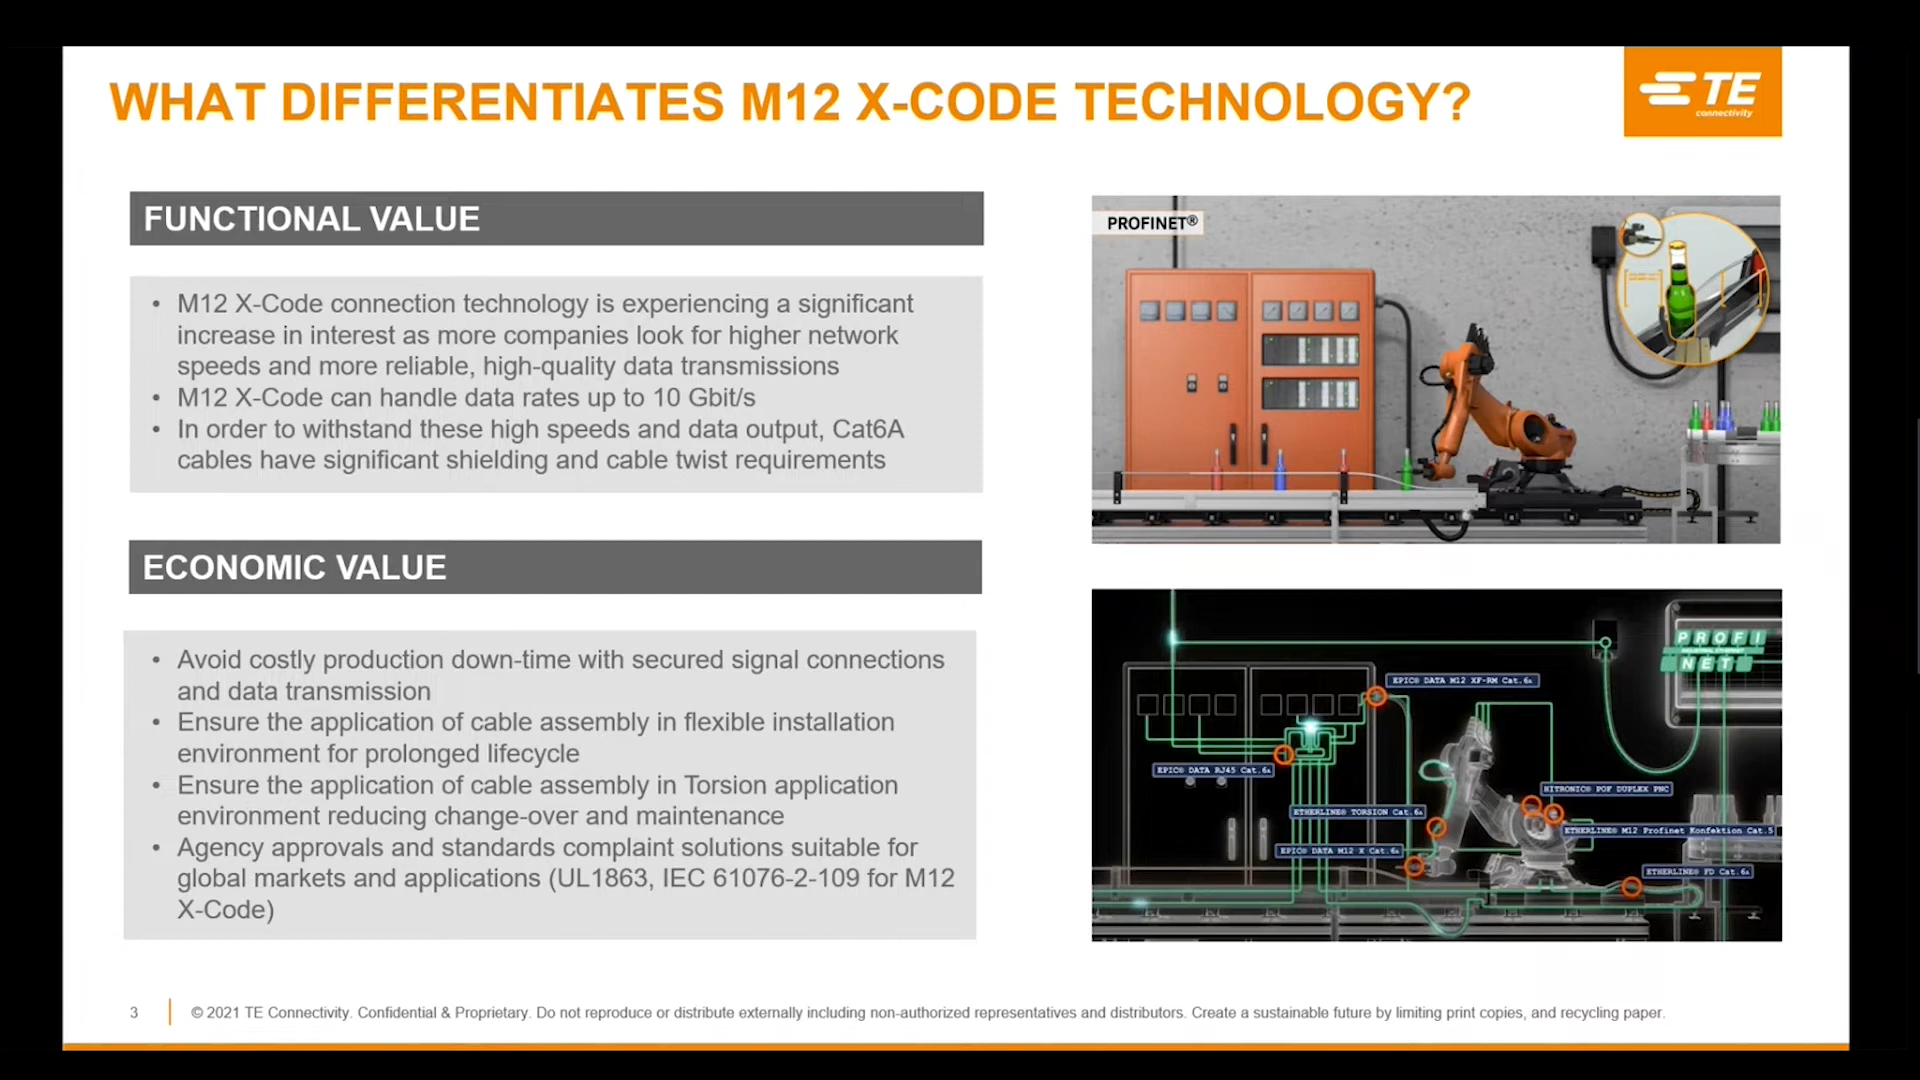 WHAT DIFFERENTIATES M12 X-CODE TECHNOLOGY?
TE
connectivity
FUNCTIONAL VALUE
• M12 X-Code connection technology is experiencing a significant
increase in interest as more companies look for higher network
speeds and more reliable, high-quality data transmissions
• M12 X-Code can handle data rates up to 10 Gbit/s
• In order to withstand these high speeds and data output, Cat6A
cables have significant shielding and cable twist requirements
ECONOMIC VALUE
• Avoid costly production down-time with secured signal connections
and data transmission
• Ensure the application of cable assembly in flexible installation
environment for prolonged lifecycle
• Ensure the application of cable assembly in Torsion application
environment reducing change-over and maintenance
• Agency approvals and standards complaint solutions suitable for
global markets and applications (UL1863, IEC 61076-2-109 for M12
X-Code)
PROFINET®
PROFI
INDUSTRIAL ETHERNET
NET
EPIC® DATA M12 XF-RM Cat.6A
EPIC® DATA RJ45 Cat.6A
HITRONIC® POF DUPLEX PNC
ETHERLINE® TORSION Cat.6A
ETHERLINE® M12 Profinet Konfektion Cat.5
EPIC® DATA M12 X Cat.6A
ETHERLINE® FD Cat.6A
3
© 2021 TE Connectivity. Confidential & Proprietary. Do not reproduce or distribute externally including non-authorized representatives and distributors. Create a sustainable future by limiting print copies, and recycling paper.